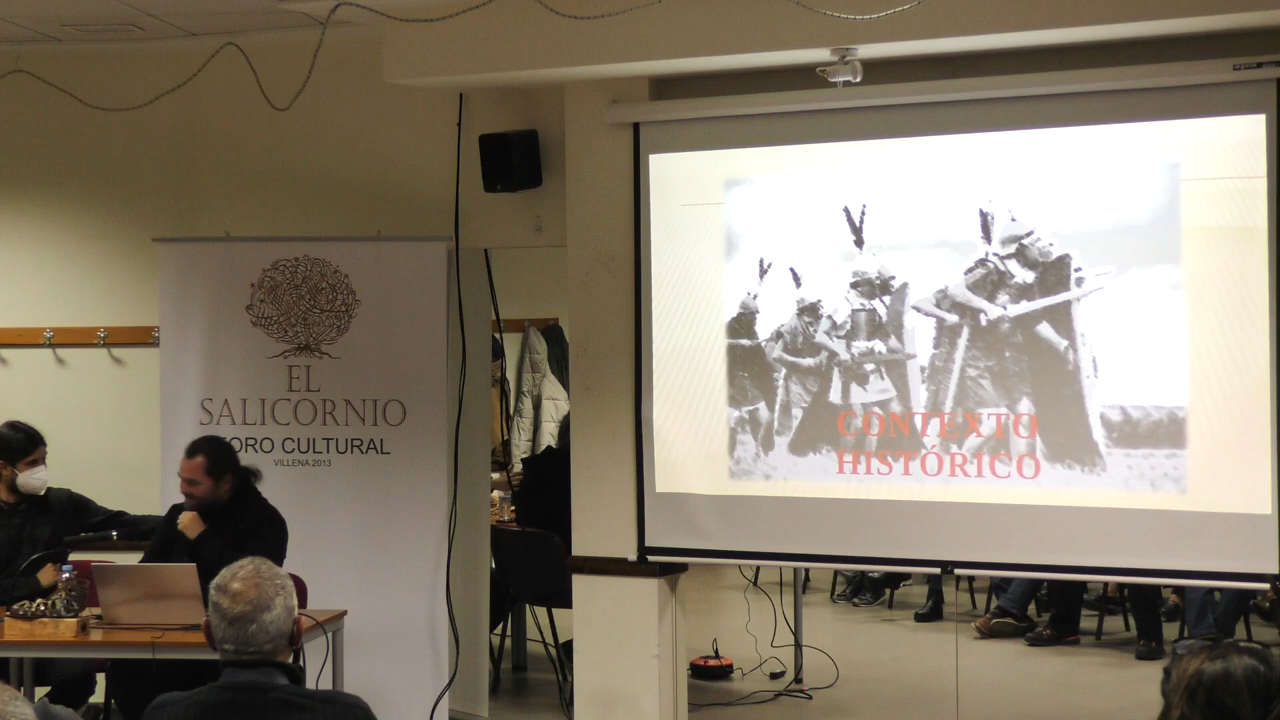 EL
SALICORNIO
FORO CULTURAL
VILLENA 2013
CONTEXTO
HISTÓRICO